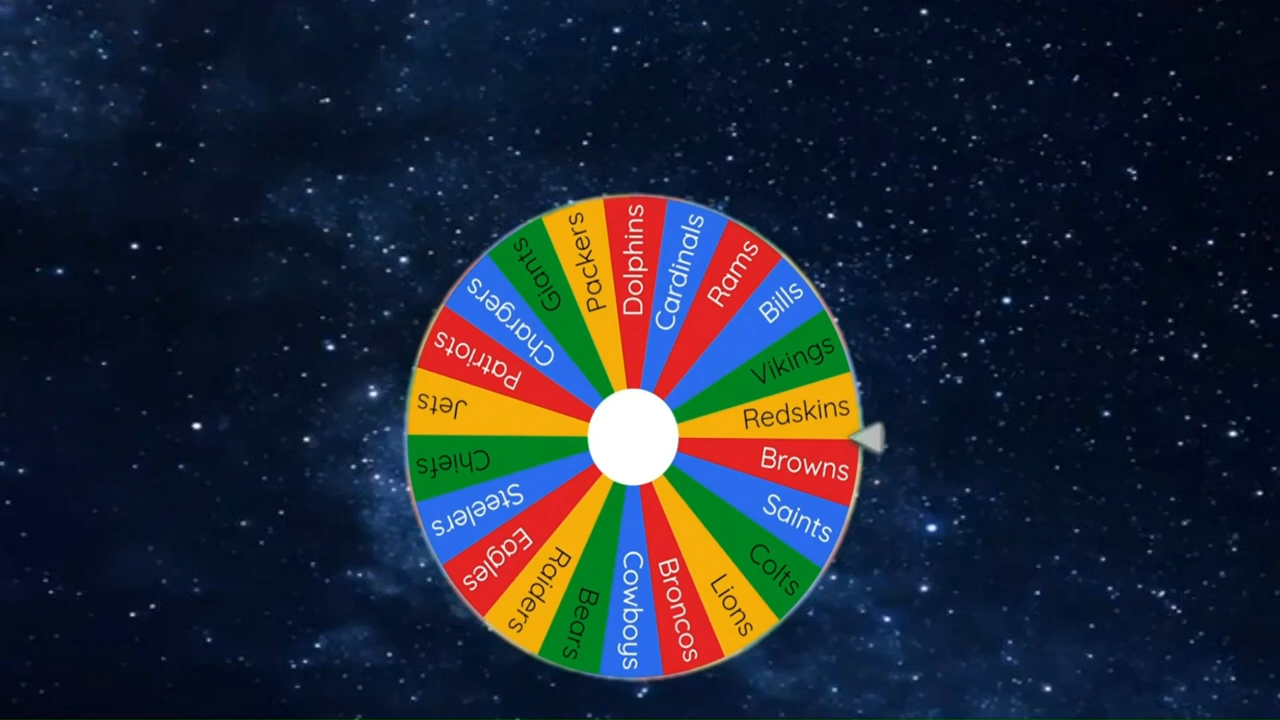 Dolphins
Cardinals
Rams
Bills
Vikings
Redskins
Browns
Saints
Colts
Lions
Broncos
Cowboys
Bears
Raiders
Eagles
Steelers
Chiefs
Jets
Patriots
Chargers
Giants
Packers